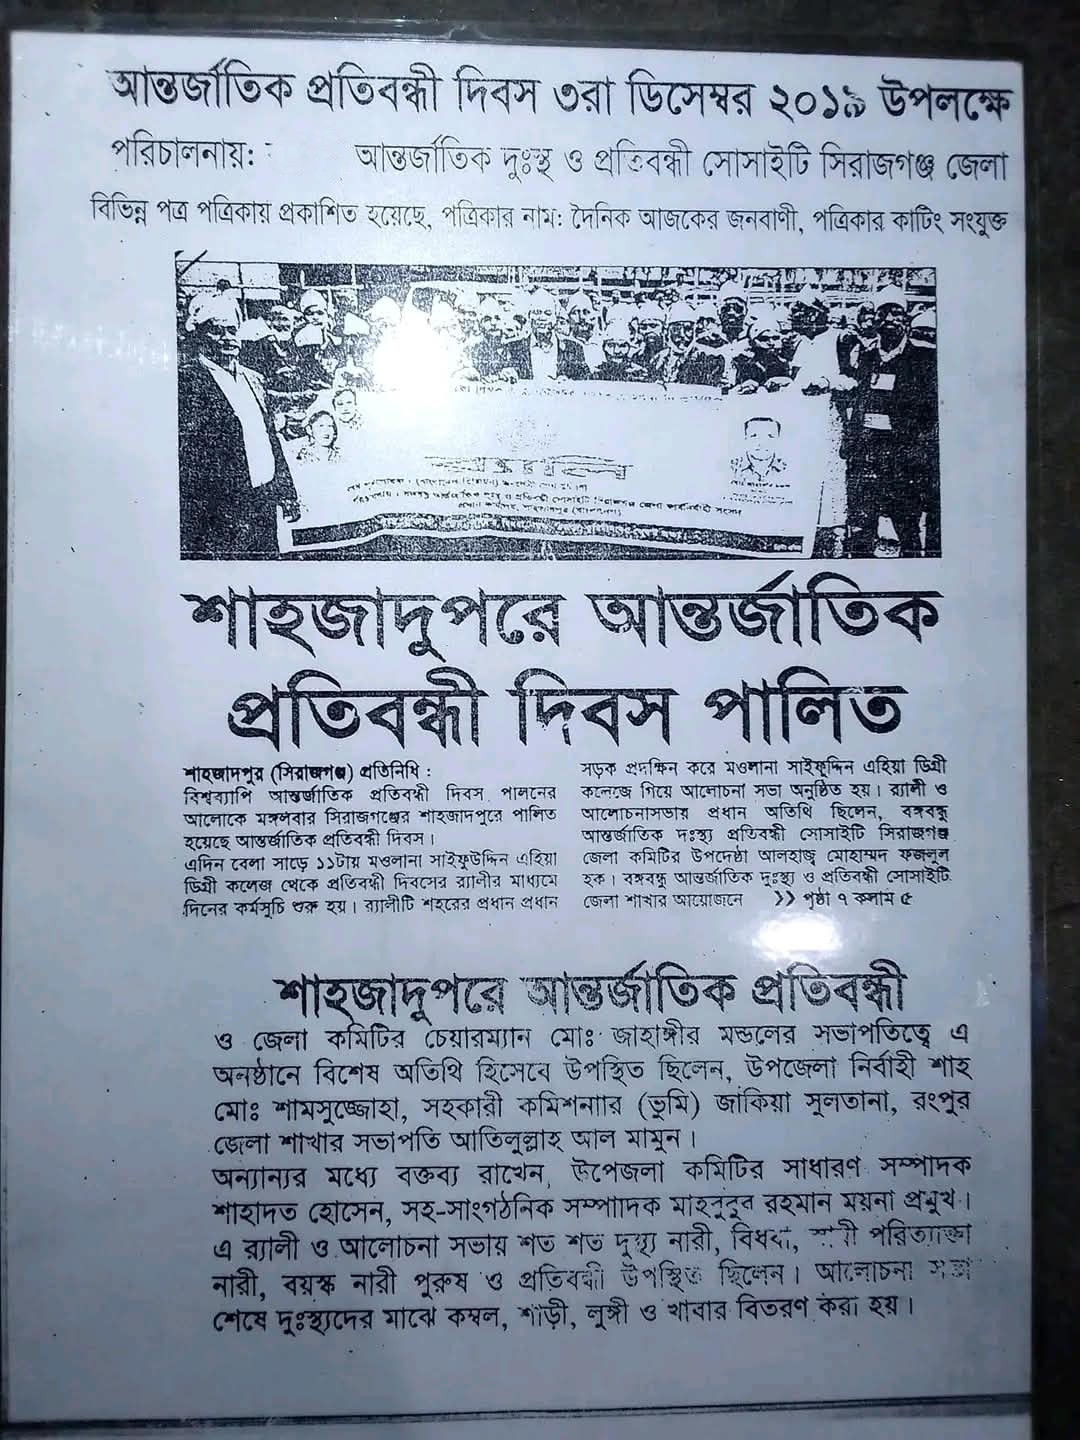 আন্তর্জাতিক প্রতিবন্ধী দিবস ৩রা ডিসেম্বর ২০১৯ উপলক্ষে
পরিচালনায়: আন্তর্জাতিক দুঃস্থ ও প্রতিবন্ধী সোসাইটি সিরাজগঞ্জ জেলা
বিভিন্ন পত্র পত্রিকায় প্রকাশিত হয়েছে, পত্রিকার নাম: দৈনিক আজকের জনবাণী, পত্রিকার কাটিং সংযুক্ত
শাহজাদুপরে আন্তর্জাতিক
প্রতিবন্ধী দিবস পালিত
শাহজাদপুর (সিরাজগঞ্জ) প্রতিনিধি :
বিশ্বব্যাপি আন্তর্জাতিক প্রতিবন্ধী দিবস পালনের
আলোকে মঙ্গলবার সিরাজগঞ্জের শাহজাদপুরে পালিত
হয়েছে আন্তর্জাতিক প্রতিবন্ধী দিবস।
এদিন বেলা সাড়ে ১১টায় মওলানা সাইফুউদ্দিন এহিয়া
ডিগ্রী কলেজ থেকে প্রতিবন্ধী দিবসের র‍্যালীর মাধ্যমে
দিনের কর্মসুচি শুরু হয়। র‍্যালীটি শহরের প্রধান প্রধান
সড়ক প্রদক্ষিন করে মওলানা সাইফুদ্দিন এহিয়া ডিগ্রী
কলেজে গিয়ে আলোচনা সভা অনুষ্ঠিত হয়। র‍্যালী ও
আলোচনাসভার প্রধান অতিথি ছিলেন, বঙ্গবন্ধু
আন্তর্জাতিক দঃস্থ্য প্রতিবন্ধী সোসাইটি সিরাজগঞ্জ
জেলা কমিটির উপদেষ্ঠা আলহাজ্ব মোহাম্মদ ফজলুল
হক। বঙ্গবন্ধু আন্তর্জাতিক দুঃস্থ্য ও প্রতিবন্ধী সোসাইটি
জেলা শাখার আয়োজনে >> পৃষ্ঠা ৭ কলাম ৫
শাহজাদুপরে আন্তর্জাতিক প্রতিবন্ধী
ও জেলা কমিটির চেয়ারম্যান মোঃ জাহাঙ্গীর মন্ডলের সভাপতিত্বে এ
অনষ্ঠানে বিশেষ অতিথি হিসেবে উপস্থিত ছিলেন, উপজেলা নির্বাহী শাহ
মোঃ শামসুজ্জোহা, সহকারী কমিশনাার (ভুমি) জাকিয়া সুলতানা, রংপুর
জেলা শাখার সভাপতি আতিলুল্লাহ আল মামুন।
অন্যান্যর মধ্যে বক্তব্য রাখেন, উপেজলা কমিটির সাধারণ সম্পাদক
শাহাদত হোসেন, সহ-সাংগঠনিক সম্পাাদক মাহবুবুর রহমান ময়না প্রমুখ।
এ র‍্যালী ও আলোচনা সভায় শত শত দুস্থ্য নারী, বিধবা, পরিত্যাক্তা
নারী, বয়স্ক নারী পুরুষ ও প্রতিবন্ধী উপস্থিত ছিলেন। আলোচনা সভা
শেষে দুঃস্থ্যদের মাঝে কম্বল, শাড়ী, লুঙ্গী ও খাবার বিতরণ করা হয়।